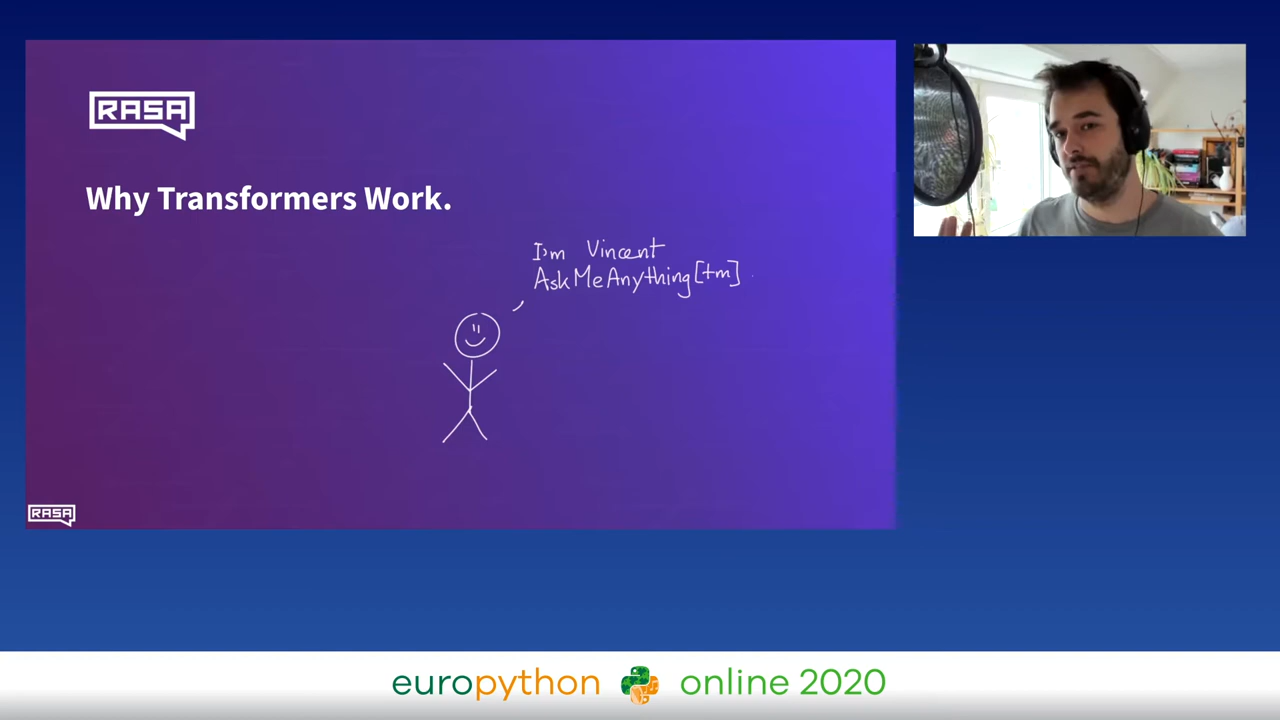 RASA
Why Transformers Work.
I'm Vincent
AskMeAnything[tm]
RASA
europython online 2020